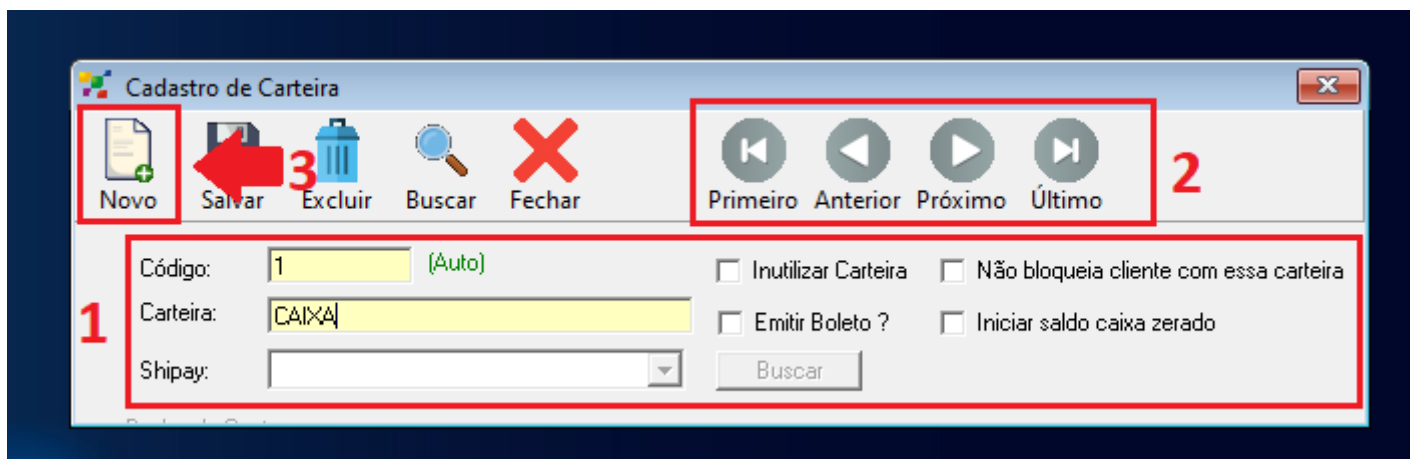 Cadastro de Carteira
3
2
Novo Salvar Excluir Buscar Fechar Primeiro Anterior Próximo Último
Código: 1 (Auto) Inutilizar Carteira Não bloqueia cliente com essa carteira
1
Carteira: CAIXA Emitir Boleto ? Iniciar saldo caixa zerado
Shipay: Buscar